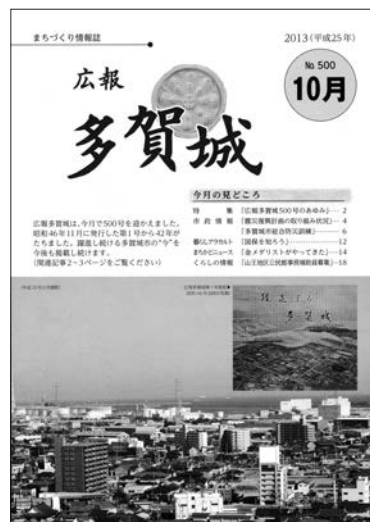 まちづくり情報誌
2013(平成25年)
No.500
10月
広報
多賀城
今月の見どころ
特集 「広報多賀城500号のあゆみ」… 2
市政情報 「震災復興計画の取り組み状況」… 4
「多賀城市総合防災訓練」… 6
暮らしアラカルト 「国保を知ろう」…12
まちかどニュース 「金メダリストがやってきた」…14
くらしの情報 「山王地区公民館事務補助員募集」…18
広報多賀城は、今月で500号を迎えました。
昭和46年11月に発行した第1号から42年が
たちました。躍進し続ける多賀城市の“今”を
今後も掲載し続けます。
(関連記事2~3ページをご覧ください)
躍進する
多賀城